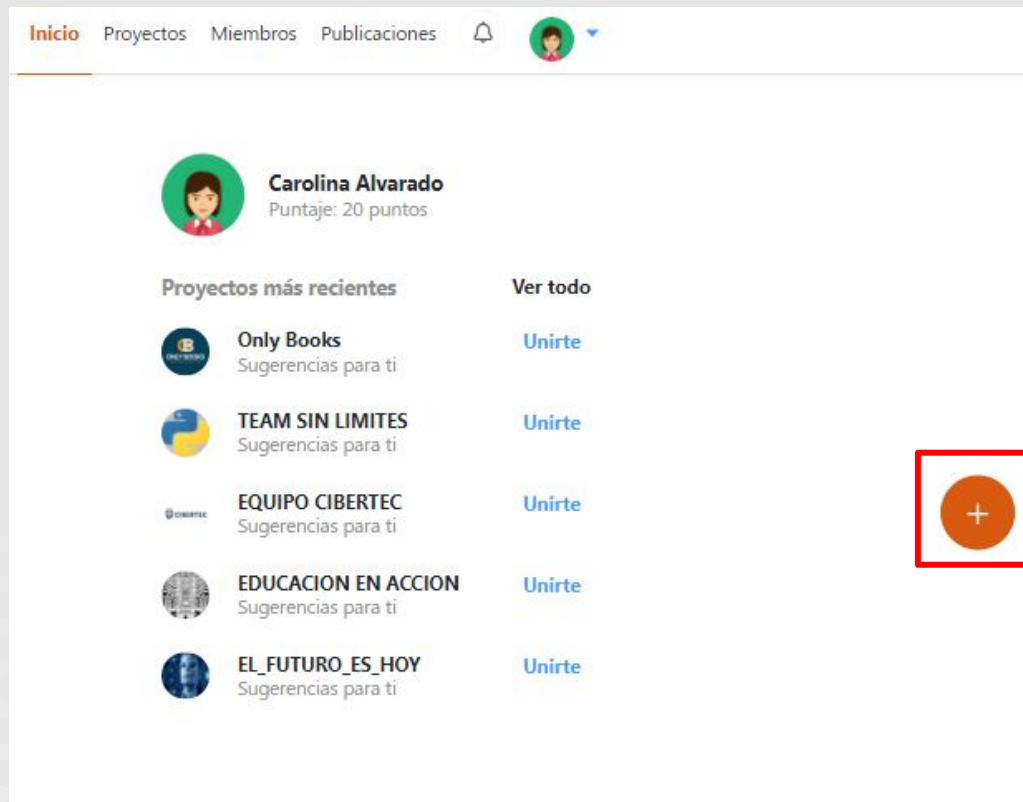 Inicio Proyectos Miembros Publicaciones
Carolina Alvarado
Puntaje: 20 puntos
Proyectos más recientes Ver todo
Only Books Unirte
Sugerencias para ti
TEAM SIN LIMITES Unirte
Sugerencias para ti
CIBERTEC
EQUIPO CIBERTEC Unirte
Sugerencias para ti
EDUCACION EN ACCION Unirte
Sugerencias para ti
EL_FUTURO_ES_HOY Unirte
Sugerencias para ti
+